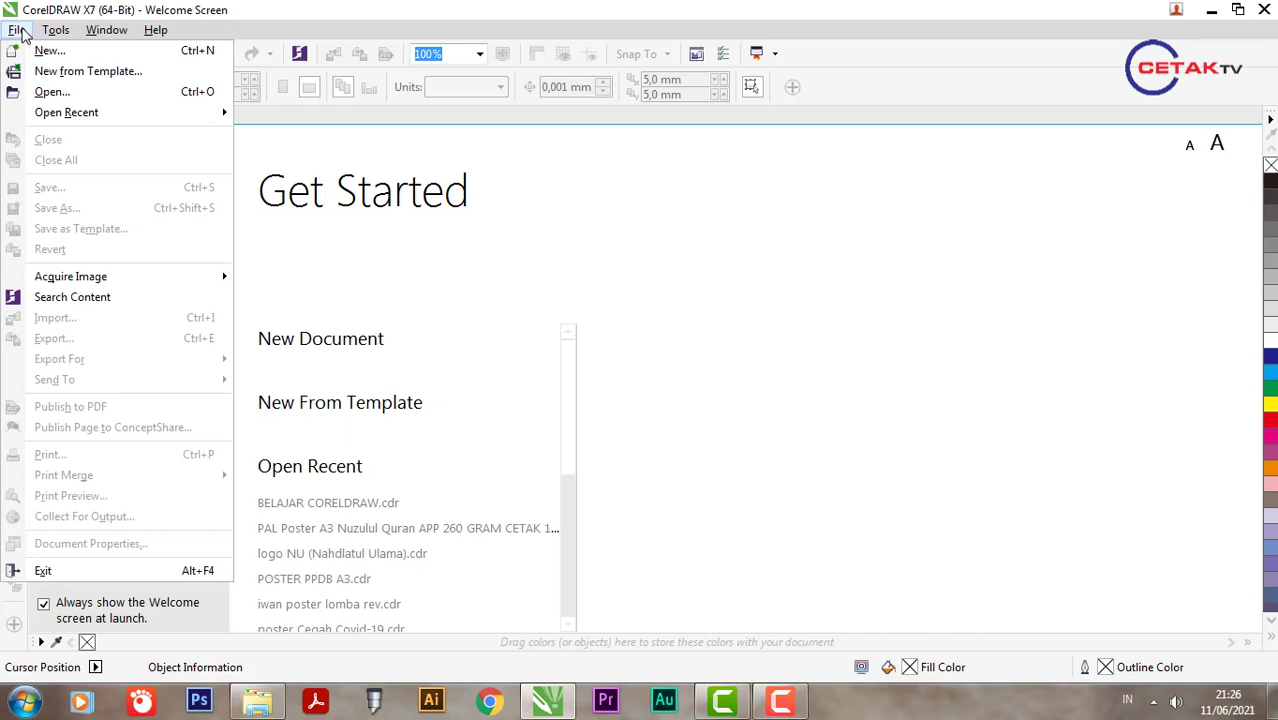 CorelDRAW X7 (64-Bit) - Welcome Screen
File Tools Window Help
New... Ctrl+N
New from Template...
Open... Ctrl+O
Open Recent
Close
Close All
Save... Ctrl+S
Save As... Ctrl+Shift+S
Save as Template...
Revert
Acquire Image
Search Content
Import... Ctrl+I
Export... Ctrl+E
Export For
Send To
Publish to PDF
Publish Page to ConceptShare...
Print... Ctrl+P
Print Merge
Print Preview...
Collect For Output...
Document Properties...
Exit Alt+F4
100%
Snap To
Units:
0,001 mm
5,0 mm
5,0 mm
CETAK TV
A A
Get Started
New Document
New From Template
Open Recent
BELAJAR CORELDRAW.cdr
PAL Poster A3 Nuzulul Quran APP 260 GRAM CETAK 1...
logo NU (Nahdlatul Ulama).cdr
POSTER PPDB A3.cdr
iwan poster lomba rev.cdr
poster Cegah Covid-19.cdr
Always show the Welcome
screen at launch.
Drag colors (or objects) here to store these colors with your document
Cursor Position Object Information Fill Color Outline Color
Ps Ai Pr Au
IN
21:26
11/06/2021